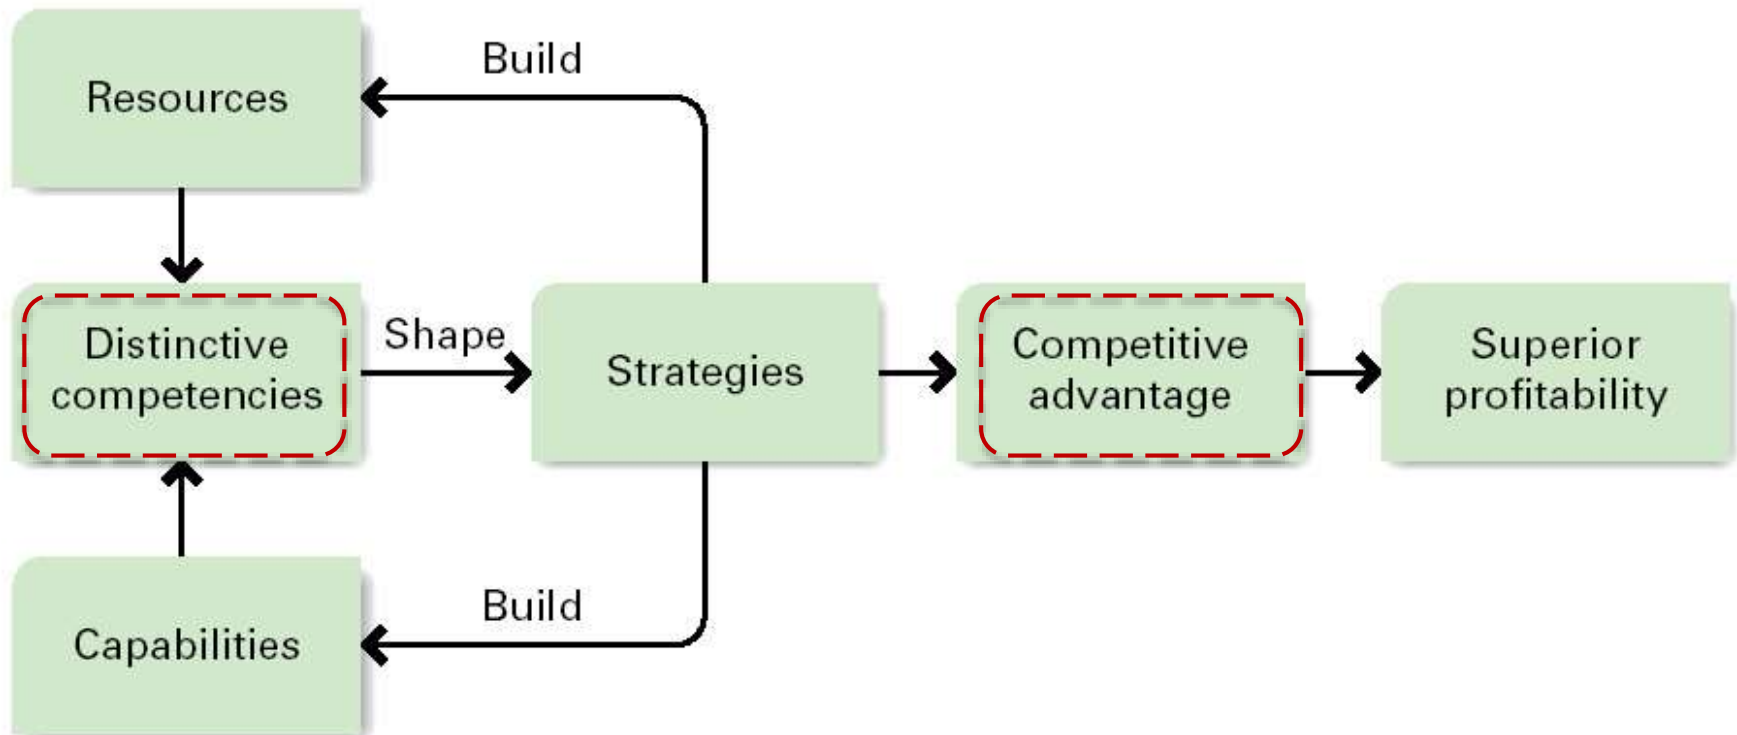 Resources
Build
Distinctive
competencies
Shape
Strategies
Competitive
advantage
Superior
profitability
Capabilities
Build